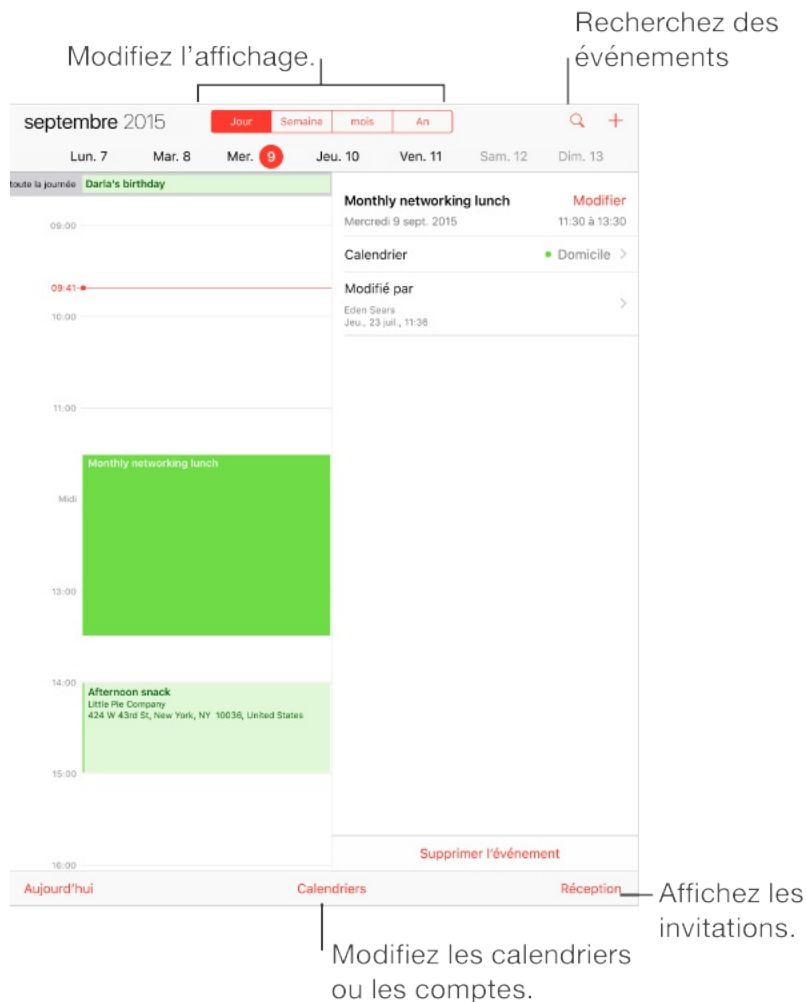 Recherchez des
événements
Modifiez l’affichage.
septembre 2015
Jour Semaine mois An
Lun. 7 Mar. 8 Mer. 9 Jeu. 10 Ven. 11 Sam. 12 Dim. 13
toute la journée Darla's birthday
09:00
09:41
10:00
11:00
Monthly networking lunch
Midi
13:00
14:00
Afternoon snack
Little Pie Company
424 W 43rd St, New York, NY 10036, United States
15:00
16:00
Monthly networking lunch Modifier
Mercredi 9 sept. 2015 11:30 à 13:30
Calendrier Domicile
Modifié par
Eden Sears
Jeu., 23 juil., 11:36
Supprimer l’événement
Aujourd’hui Calendriers Réception
Affichez les
invitations.
Modifiez les calendriers
ou les comptes.